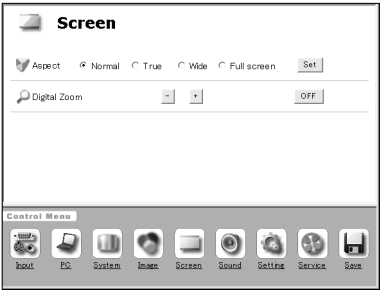 Screen
Aspect Normal True Wide Full screen Set
Digital Zoom - + OFF
Control Menu
Input PC System Image Screen Sound Setting Service Save